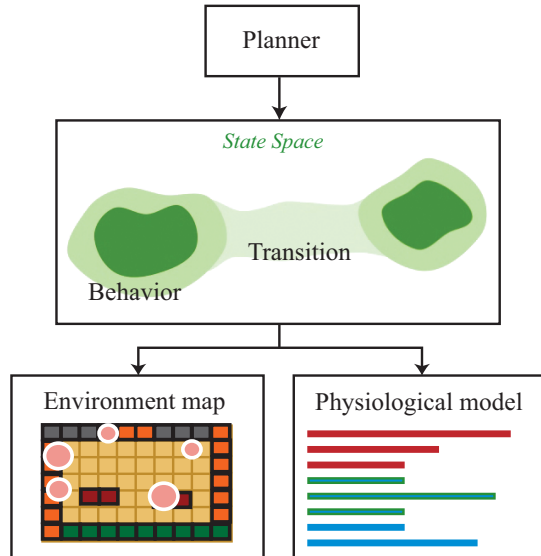 Planner
State Space
Transition
Behavior
Environment map
Physiological model